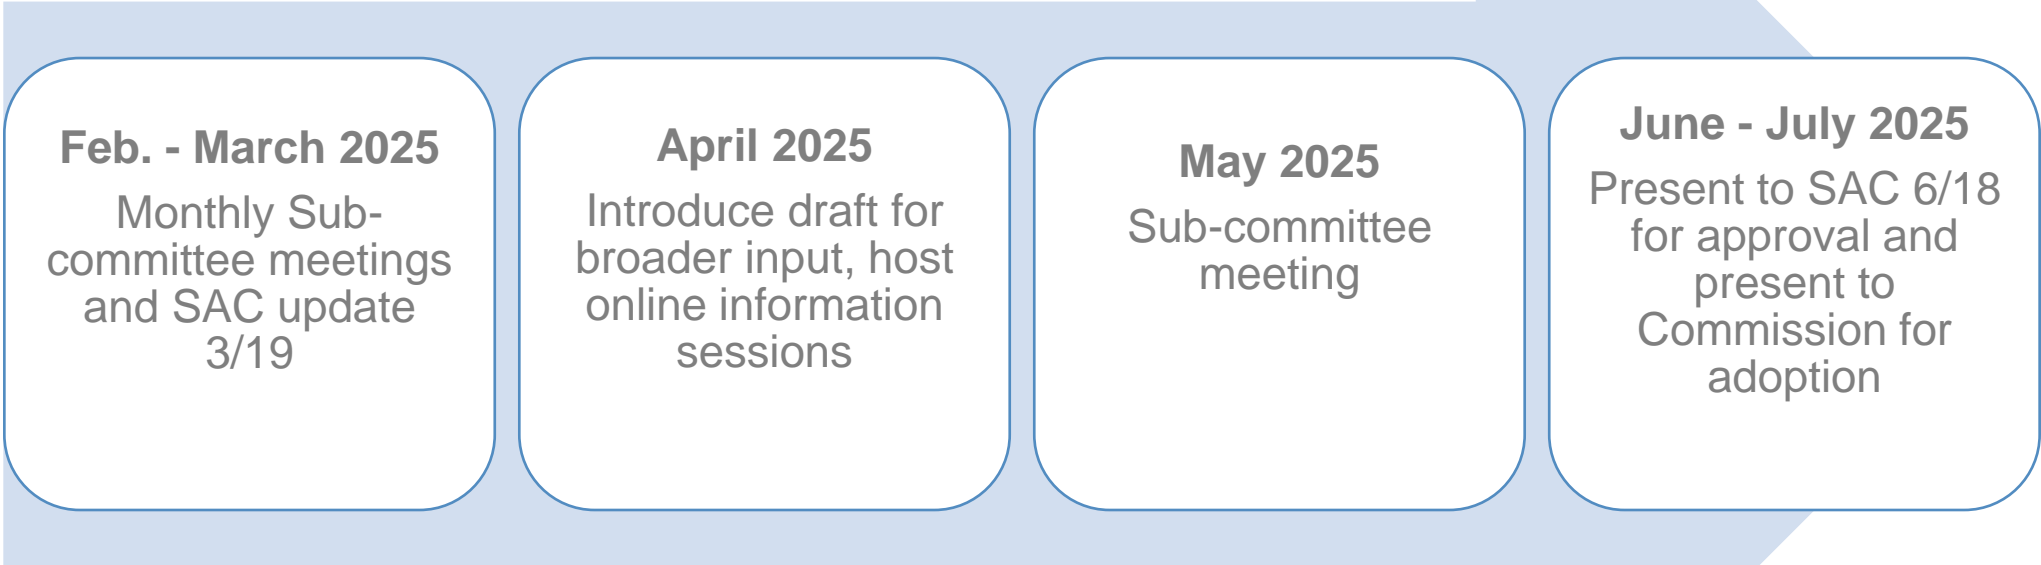 Feb. - March 2025
Monthly Sub-
committee meetings
and SAC update
3/19
April 2025
Introduce draft for
broader input, host
online information
sessions
May 2025
Sub-committee
meeting
June - July 2025
Present to SAC 6/18
for approval and
present to
Commission for
adoption